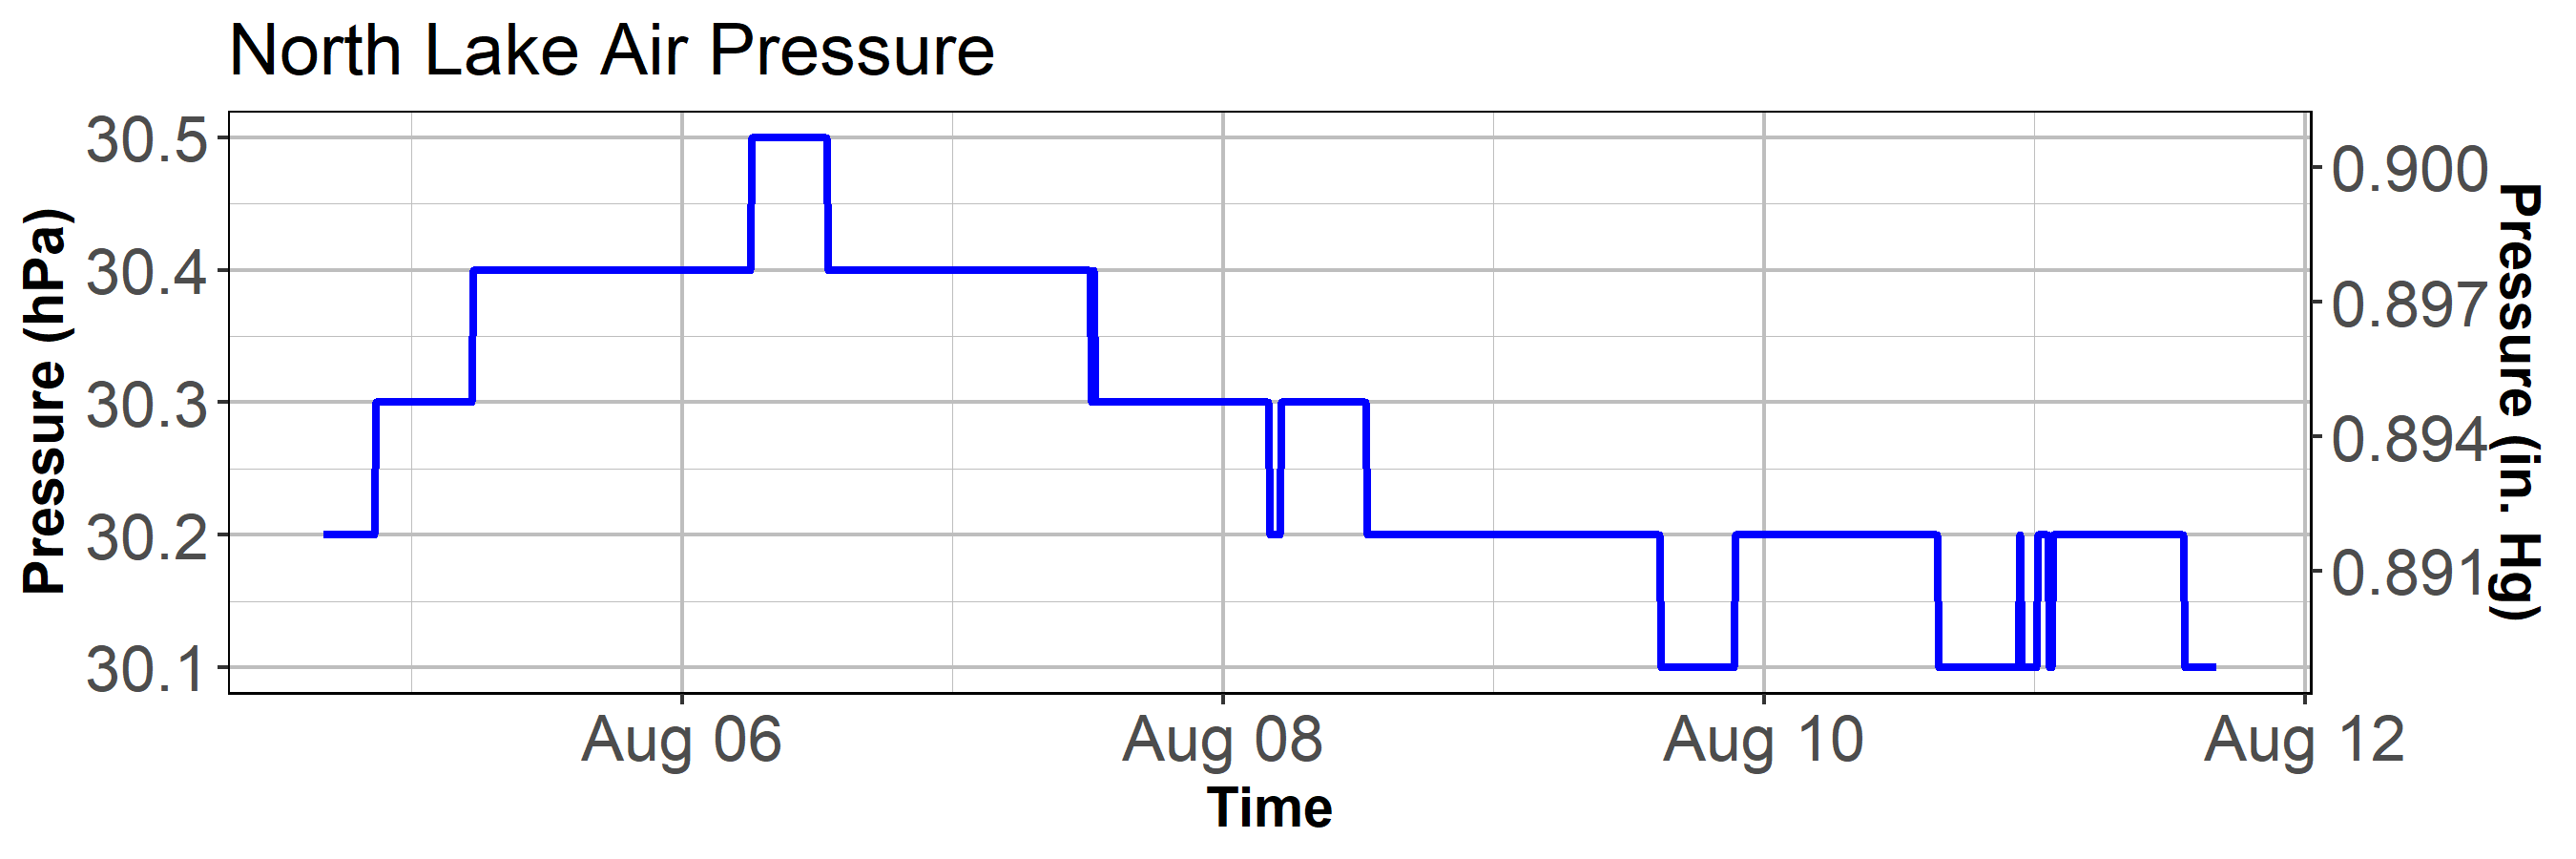 North Lake Air Pressure
30.5
30.4
30.3
30.2
30.1
Pressure (hPa)
0.900
0.897
0.894
0.891
Pressure (in. Hg)
Aug 06
Aug 08
Aug 10
Aug 12
Time